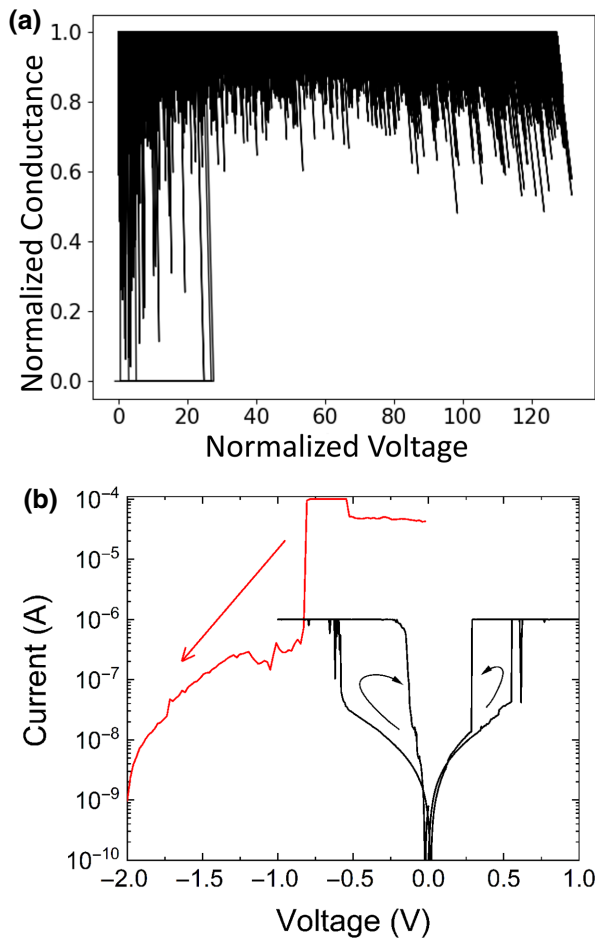 (a)
Normalized Conductance
1.0
0.8
0.6
0.4
0.2
0.0
0 20 40 60 80 100 120
Normalized Voltage
(b)
Current (A)
10⁻⁴
10⁻⁵
10⁻⁶
10⁻⁷
10⁻⁸
10⁻⁹
10⁻¹⁰
−2.0 −1.5 −1.0 −0.5 0.0 0.5 1.0
Voltage (V)